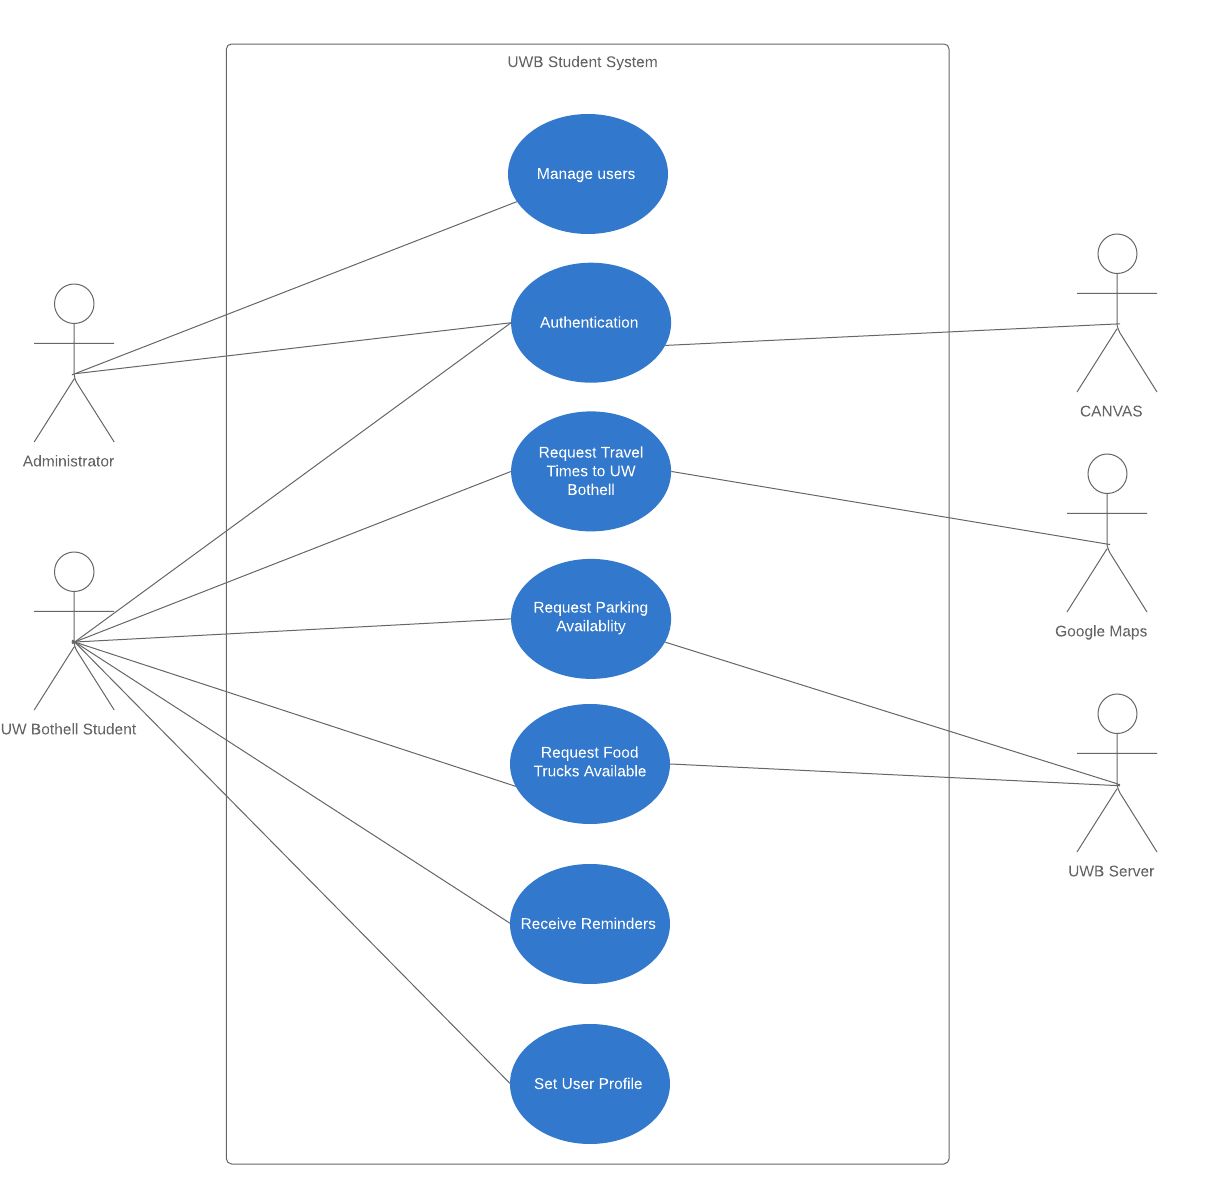 UWB Student System
Manage users
Authentication
Request Travel
Times to UW
Bothell
Request Parking
Availablity
Request Food
Trucks Available
Receive Reminders
Set User Profile
Administrator
UW Bothell Student
CANVAS
Google Maps
UWB Server